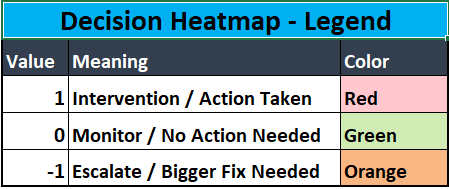 Decision Heatmap - Legend
Value Meaning Color
1 Intervention / Action Taken Red
0 Monitor / No Action Needed Green
-1 Escalate / Bigger Fix Needed Orange